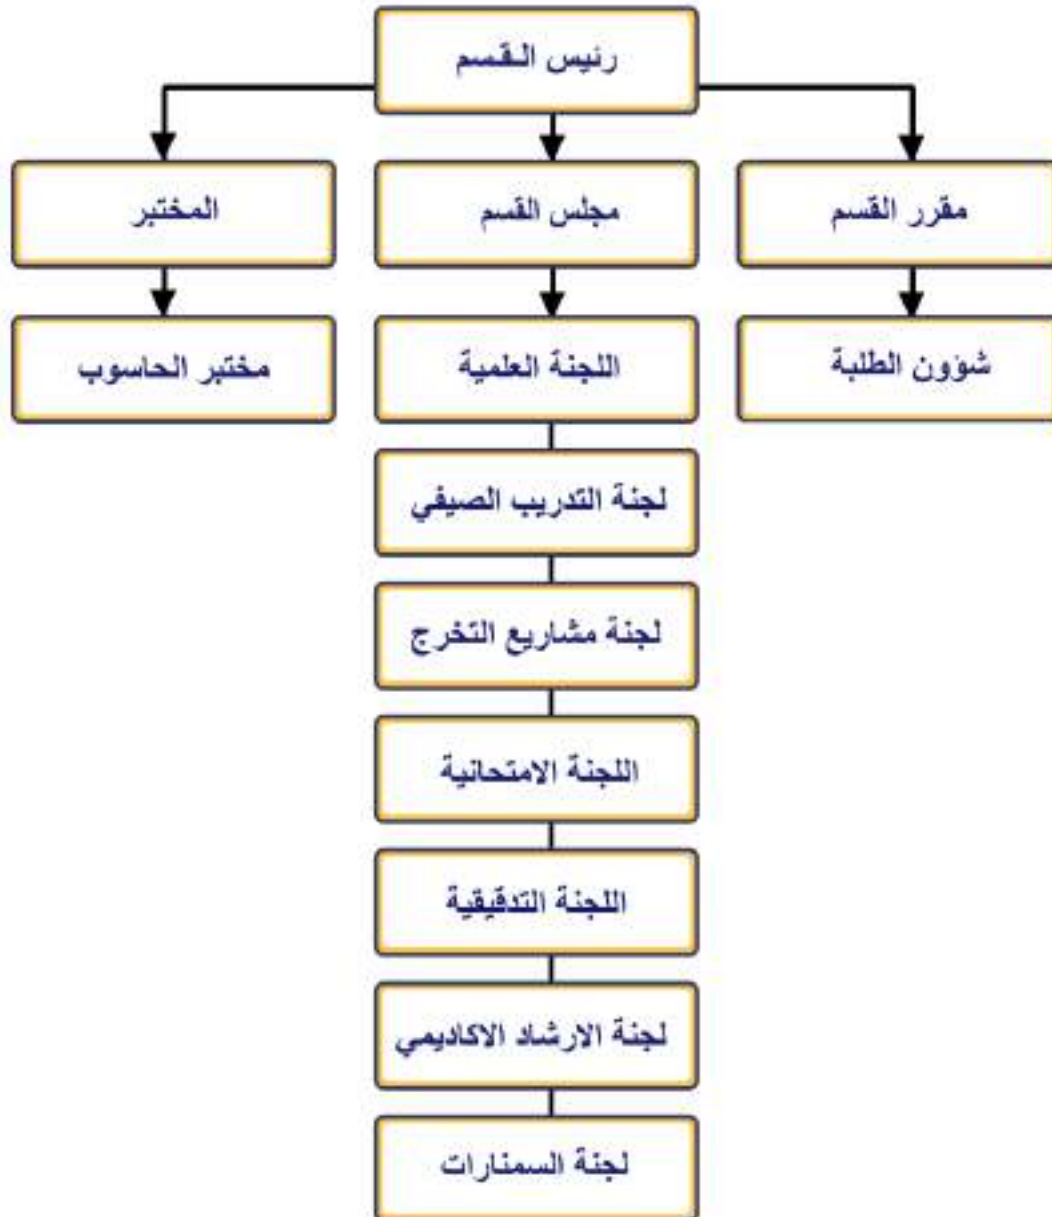 رئيس القسم
مقرر القسم
مجلس القسم
المختبر
شؤون الطلبة
اللجنة العلمية
مختبر الحاسوب
لجنة التدريب الصيفي
لجنة مشاريع التخرج
اللجنة الامتحانية
اللجنة التدقيقية
لجنة الارشاد الاكاديمي
لجنة السمنارات